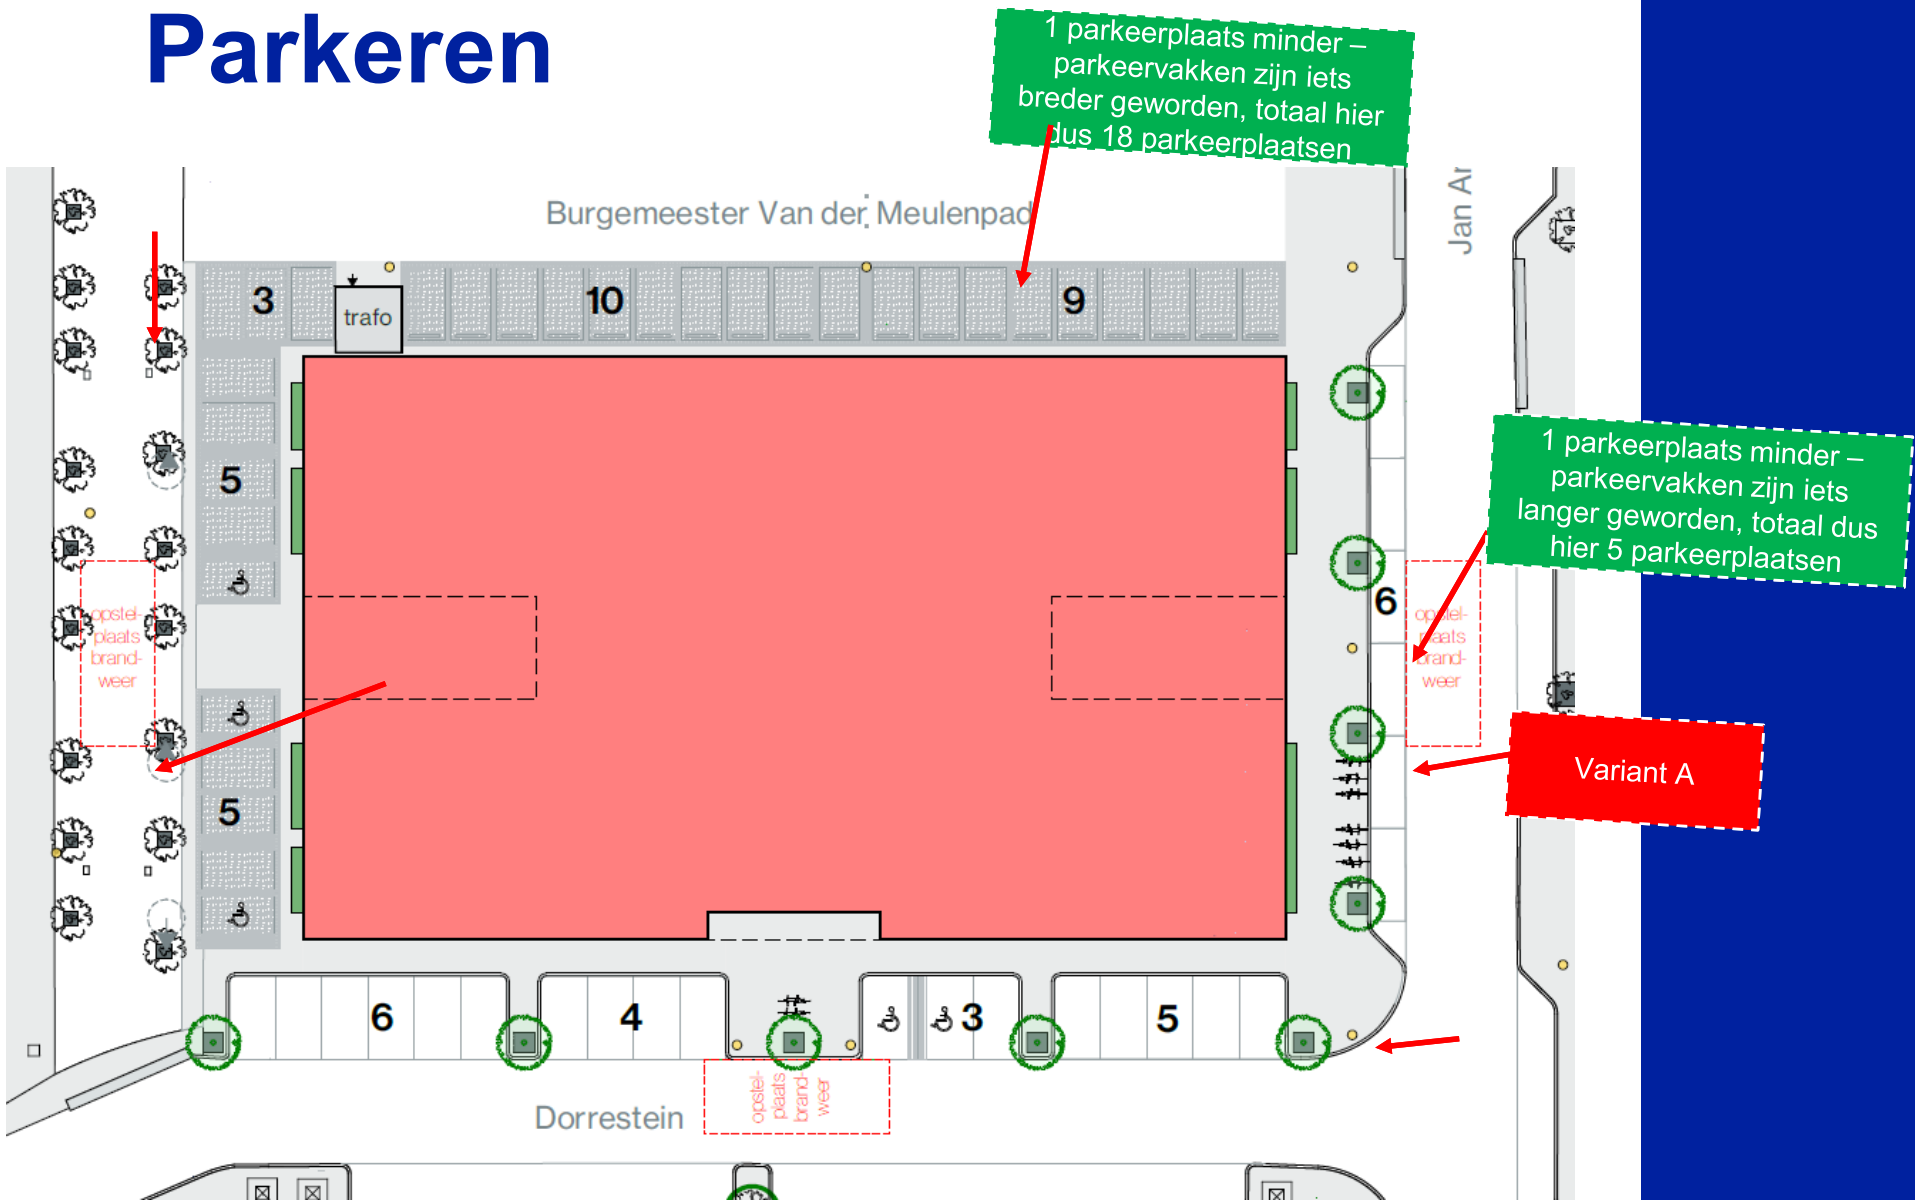 Parkeren
1 parkeerplaats minder –
parkeervakken zijn iets
breder geworden, totaal hier
dus 18 parkeerplaatsen
Burgemeester Van der Meulenpad
Jan Ar
3
trafo
10
9
5
1 parkeerplaats minder –
parkeervakken zijn iets
langer geworden, totaal dus
hier 5 parkeerplaatsen
opstel-
plaats
brand-
weer
6
opstel-
plaats
brand-
weer
Variant A
5
6
4
3
5
opstel-
plaats
brand-
weer
Dorrestein